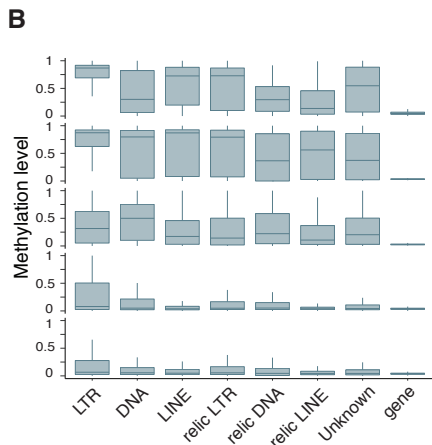 B
Methylation level
1
0.5
0
1
0.5
0
1
0.5
0
1
0.5
0
1
0.5
0
LTR
DNA
LINE
relic LTR
relic DNA
relic LINE
Unknown
gene